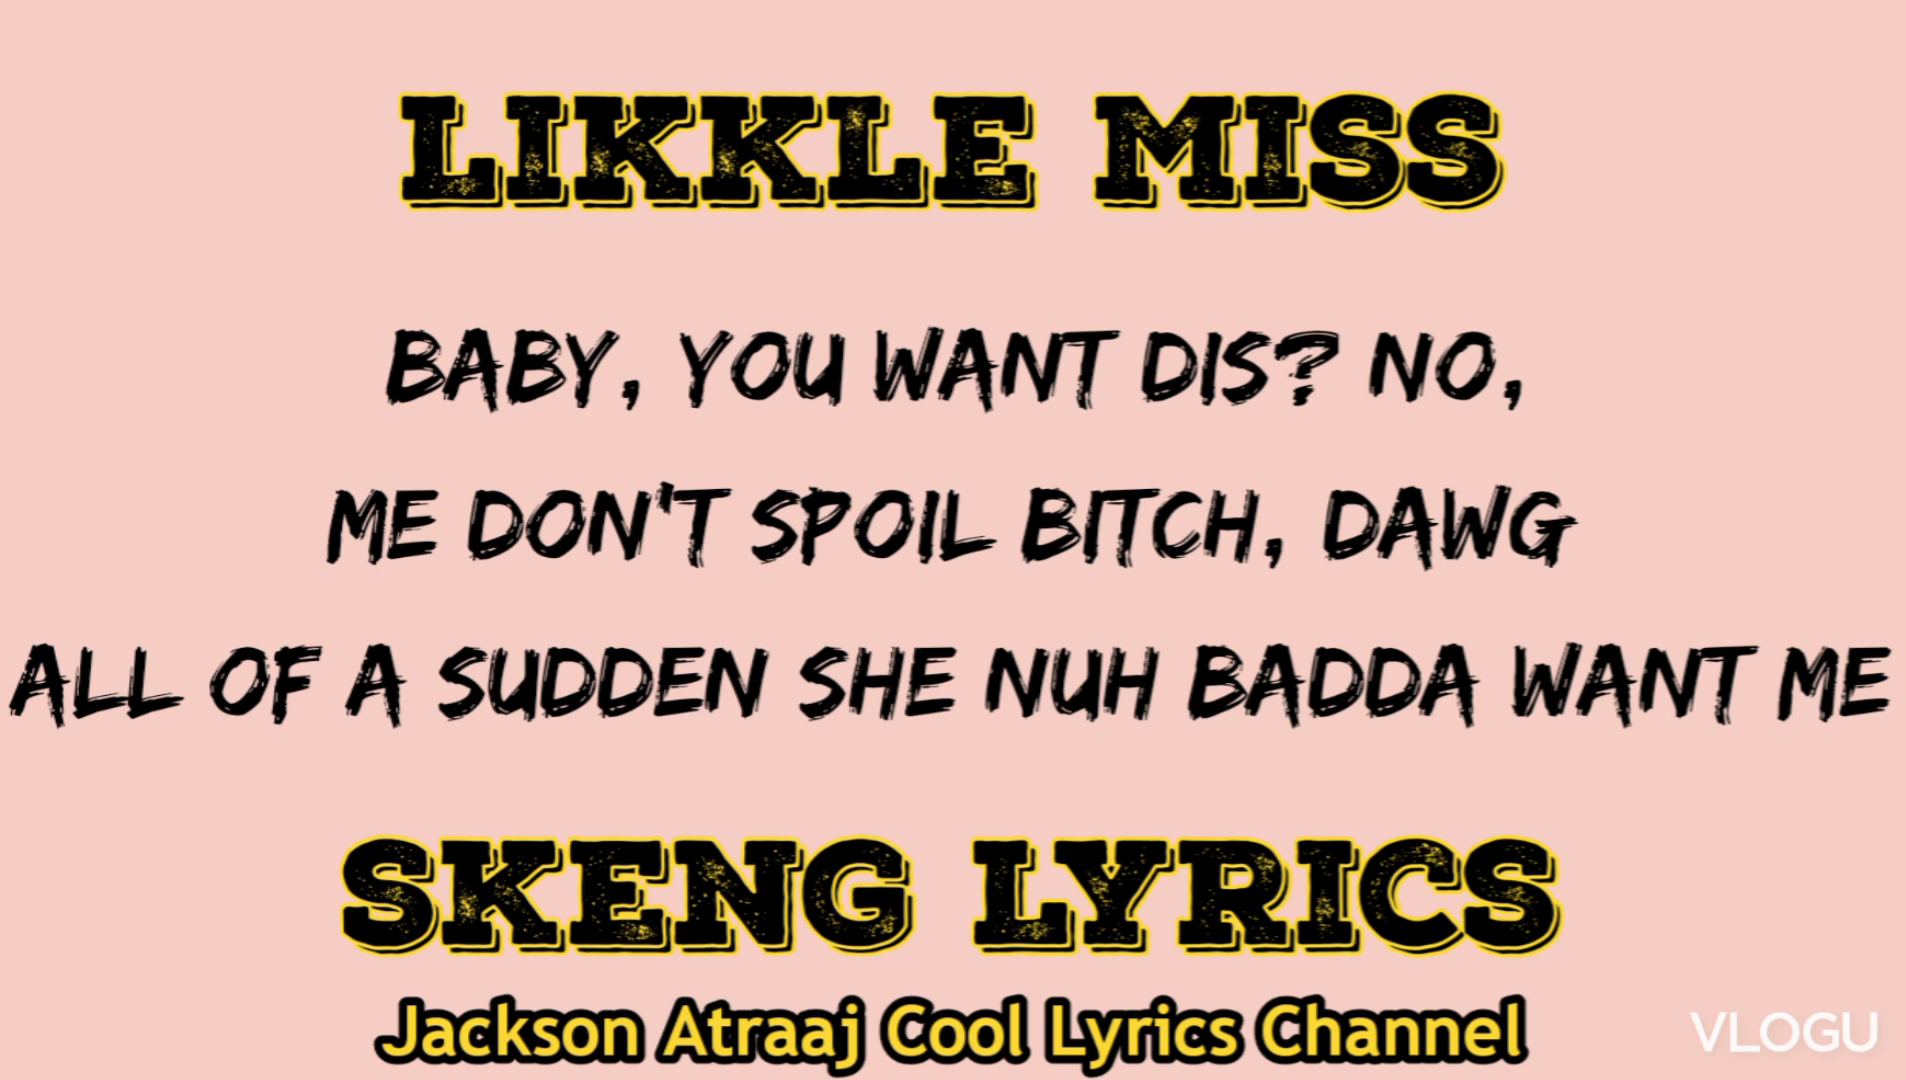 LIKKLE MISS
BABY, YOU WANT DIS? NO,
ME DON'T SPOIL BITCH, DAWG
ALL OF A SUDDEN SHE NUH BADDA WANT ME
SKENG LYRICS
Jackson Atraaj Cool Lyrics Channel
VLOGU